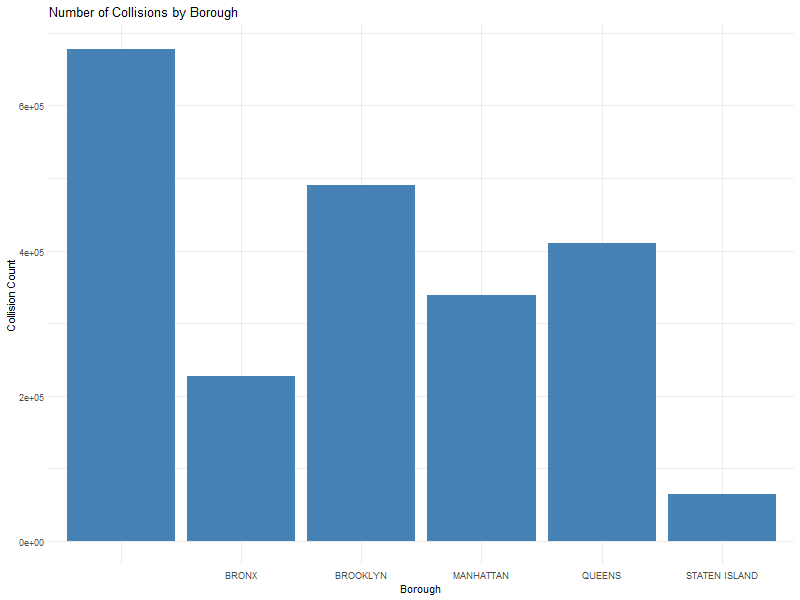 Number of Collisions by Borough
Collision Count
6e+05
4e+05
2e+05
0e+00
BRONX BROOKLYN MANHATTAN QUEENS STATEN ISLAND
Borough